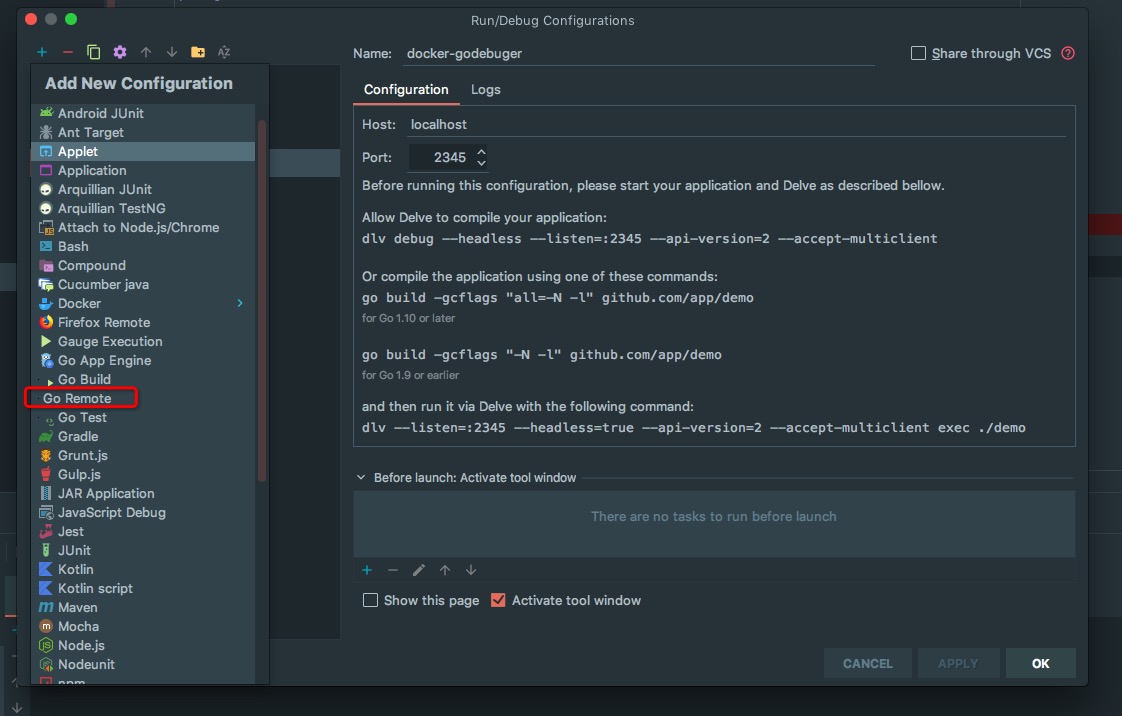 Run/Debug Configurations
Add New Configuration
Android JUnit
Ant Target
Applet
Application
Arquillian JUnit
Arquillian TestNG
Attach to Node.js/Chrome
Bash
Compound
Cucumber java
Docker
Firefox Remote
Gauge Execution
Go App Engine
Go Build
Go Remote
Go Test
Gradle
Grunt.js
Gulp.js
JAR Application
JavaScript Debug
Jest
JUnit
Kotlin
Kotlin script
Maven
Mocha
Node.js
Nodeunit
npm
Name: docker-godebuger
Share through VCS
Configuration Logs
Host: localhost
Port: 2345
Before running this configuration, please start your application and Delve as described bellow.
Allow Delve to compile your application:
dlv debug --headless --listen=:2345 --api-version=2 --accept-multiclient
Or compile the application using one of these commands:
go build -gcflags "all=-N -l" github.com/app/demo
for Go 1.10 or later
go build -gcflags "-N -l" github.com/app/demo
for Go 1.9 or earlier
and then run it via Delve with the following command:
dlv --listen=:2345 --headless=true --api-version=2 --accept-multiclient exec ./demo
Before launch: Activate tool window
There are no tasks to run before launch
Show this page Activate tool window
CANCEL APPLY OK